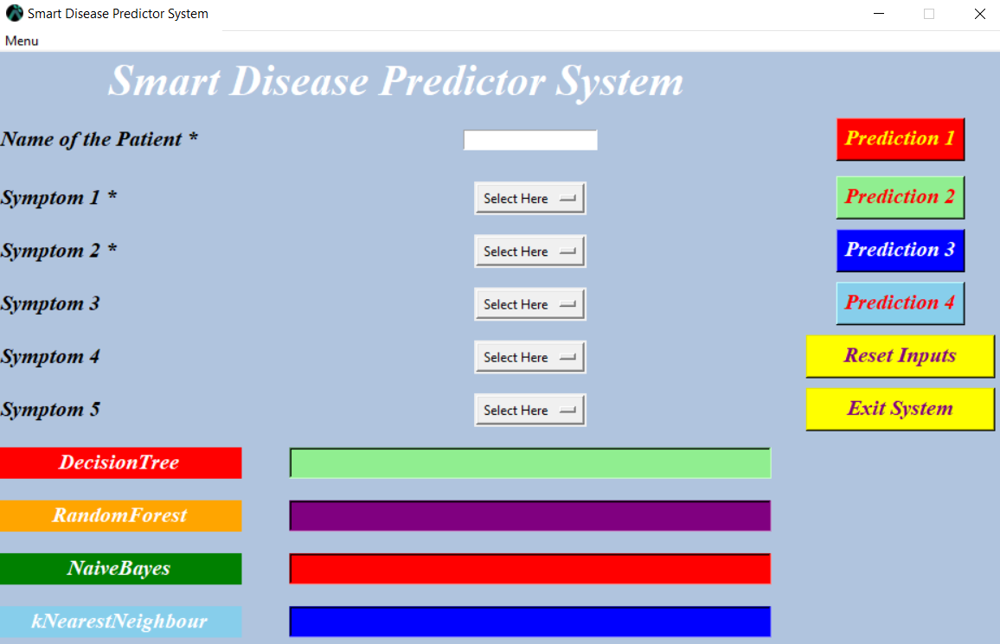 Smart Disease Predictor System
Menu
Smart Disease Predictor System
Name of the Patient *
Prediction 1
Symptom 1 *
Select Here
Prediction 2
Symptom 2 *
Select Here
Prediction 3
Symptom 3
Select Here
Prediction 4
Symptom 4
Select Here
Reset Inputs
Symptom 5
Select Here
Exit System
DecisionTree
RandomForest
NaiveBayes
kNearestNeighbour